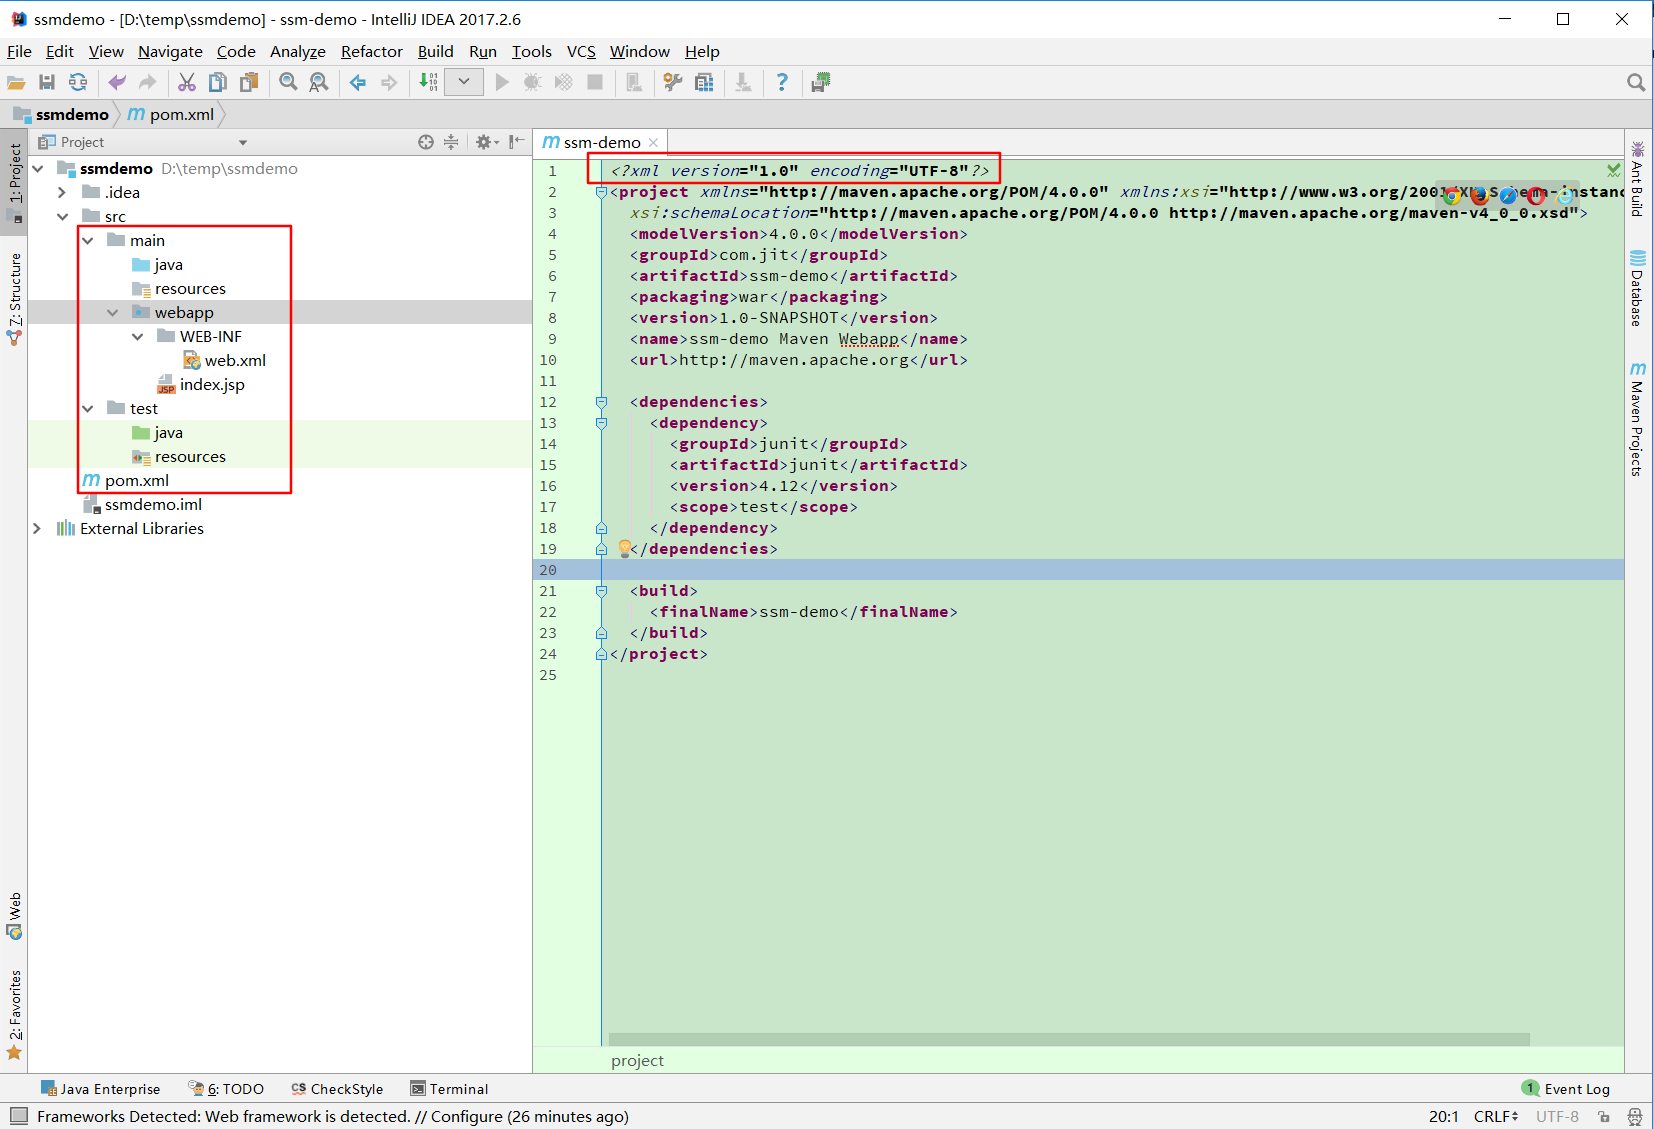 ssmdemo - [D:\temp\ssmdemo] - ssm-demo - IntelliJ IDEA 2017.2.6
File Edit View Navigate Code Analyze Refactor Build Run Tools VCS Window Help
ssmdemo pom.xml
1: Project
Z: Structure
Web
2: Favorites
Project
ssmdemo D:\temp\ssmdemo
.idea
src
main
java
resources
webapp
WEB-INF
web.xml
index.jsp
test
java
resources
pom.xml
ssmdemo.iml
External Libraries
ssm-demo
1 <?xml version="1.0" encoding="UTF-8"?>
2 <project xmlns="http://maven.apache.org/POM/4.0.0" xmlns:xsi="http://www.w3.org/2001/XMLSchema-instanc
3 xsi:schemaLocation="http://maven.apache.org/POM/4.0.0 http://maven.apache.org/maven-v4_0_0.xsd">
4 <modelVersion>4.0.0</modelVersion>
5 <groupId>com.jit</groupId>
6 <artifactId>ssm-demo</artifactId>
7 <packaging>war</packaging>
8 <version>1.0-SNAPSHOT</version>
9 <name>ssm-demo Maven Webapp</name>
10 <url>http://maven.apache.org</url>
11
12 <dependencies>
13 <dependency>
14 <groupId>junit</groupId>
15 <artifactId>junit</artifactId>
16 <version>4.12</version>
17 <scope>test</scope>
18 </dependency>
19 </dependencies>
20
21 <build>
22 <finalName>ssm-demo</finalName>
23 </build>
24 </project>
25
project
Ant Build
Database
Maven Projects
Java Enterprise 6: TODO CheckStyle Terminal 1 Event Log
Frameworks Detected: Web framework is detected. // Configure (26 minutes ago) 20:1 CRLF UTF-8